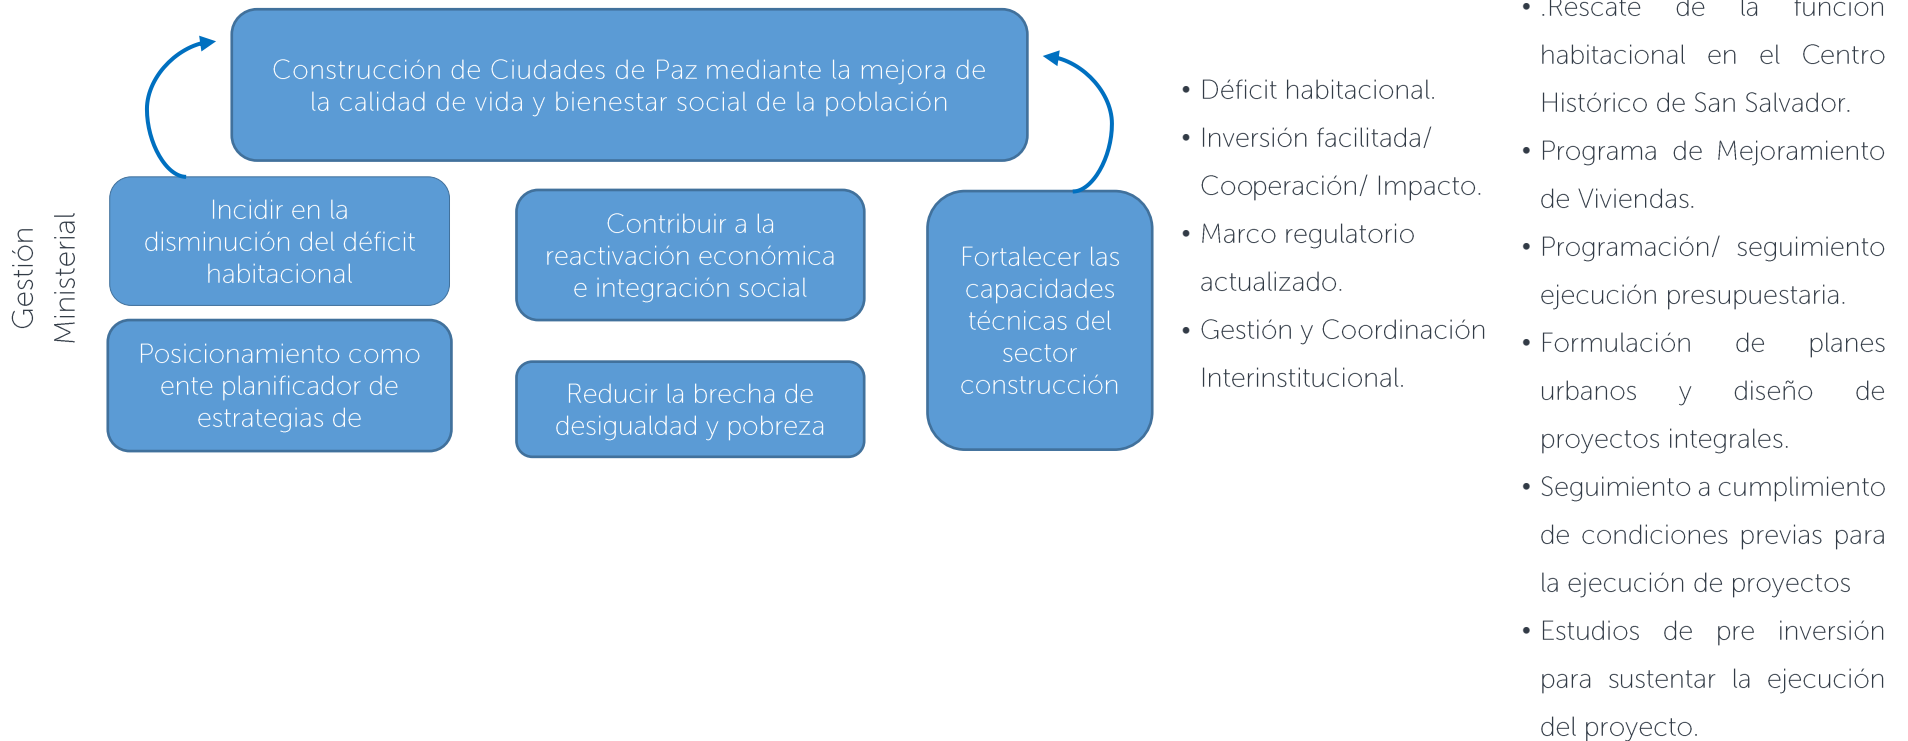 Gestión
Ministerial
Construcción de Ciudades de Paz mediante la mejora de
la calidad de vida y bienestar social de la población
Incidir en la
disminución del déficit
habitacional
Posicionamiento como
ente planificador de
estrategias de
Contribuir a la
reactivación económica
e integración social
Reducir la brecha de
desigualdad y pobreza
Fortalecer las
capacidades
técnicas del
sector
construcción
• Déficit habitacional.
• Inversión facilitada/
Cooperación/ Impacto.
• Marco regulatorio
actualizado.
• Gestión y Coordinación
Interinstitucional.
• .Rescate de la función
habitacional en el Centro
Histórico de San Salvador.
• Programa de Mejoramiento
de Viviendas.
• Programación/ seguimiento
ejecución presupuestaria.
• Formulación de planes
urbanos y diseño de
proyectos integrales.
• Seguimiento a cumplimiento
de condiciones previas para
la ejecución de proyectos
• Estudios de pre inversión
para sustentar la ejecución
del proyecto.